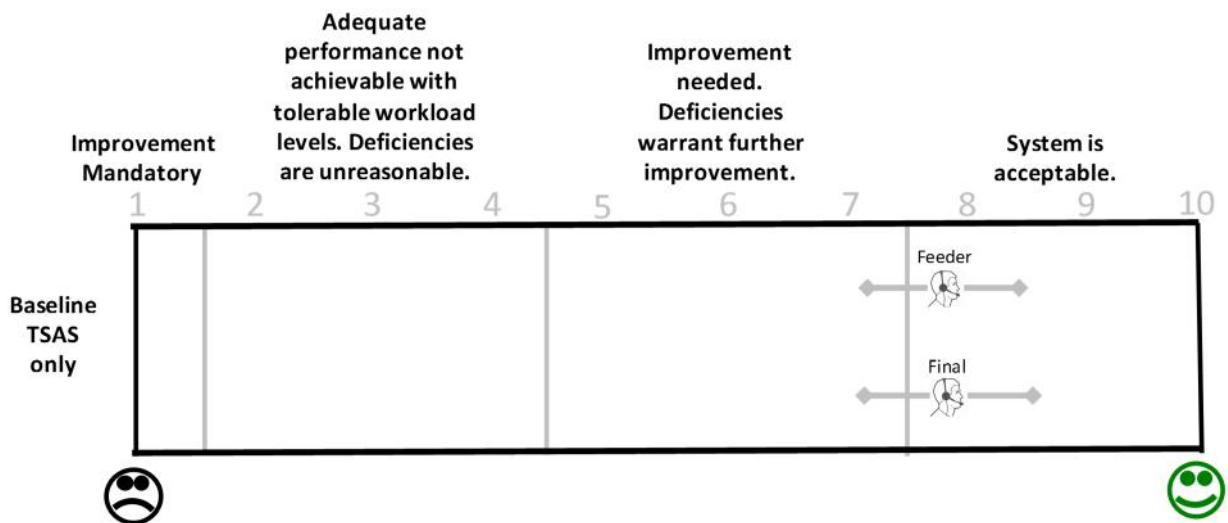 Improvement
Mandatory
Adequate
performance not
achievable with
tolerable workload
levels. Deficiencies
are unreasonable.
Improvement
needed.
Deficiencies
warrant further
improvement.
System is
acceptable.
1 2 3 4 5 6 7 8 9 10
Baseline
TSAS
only
Feeder
Final